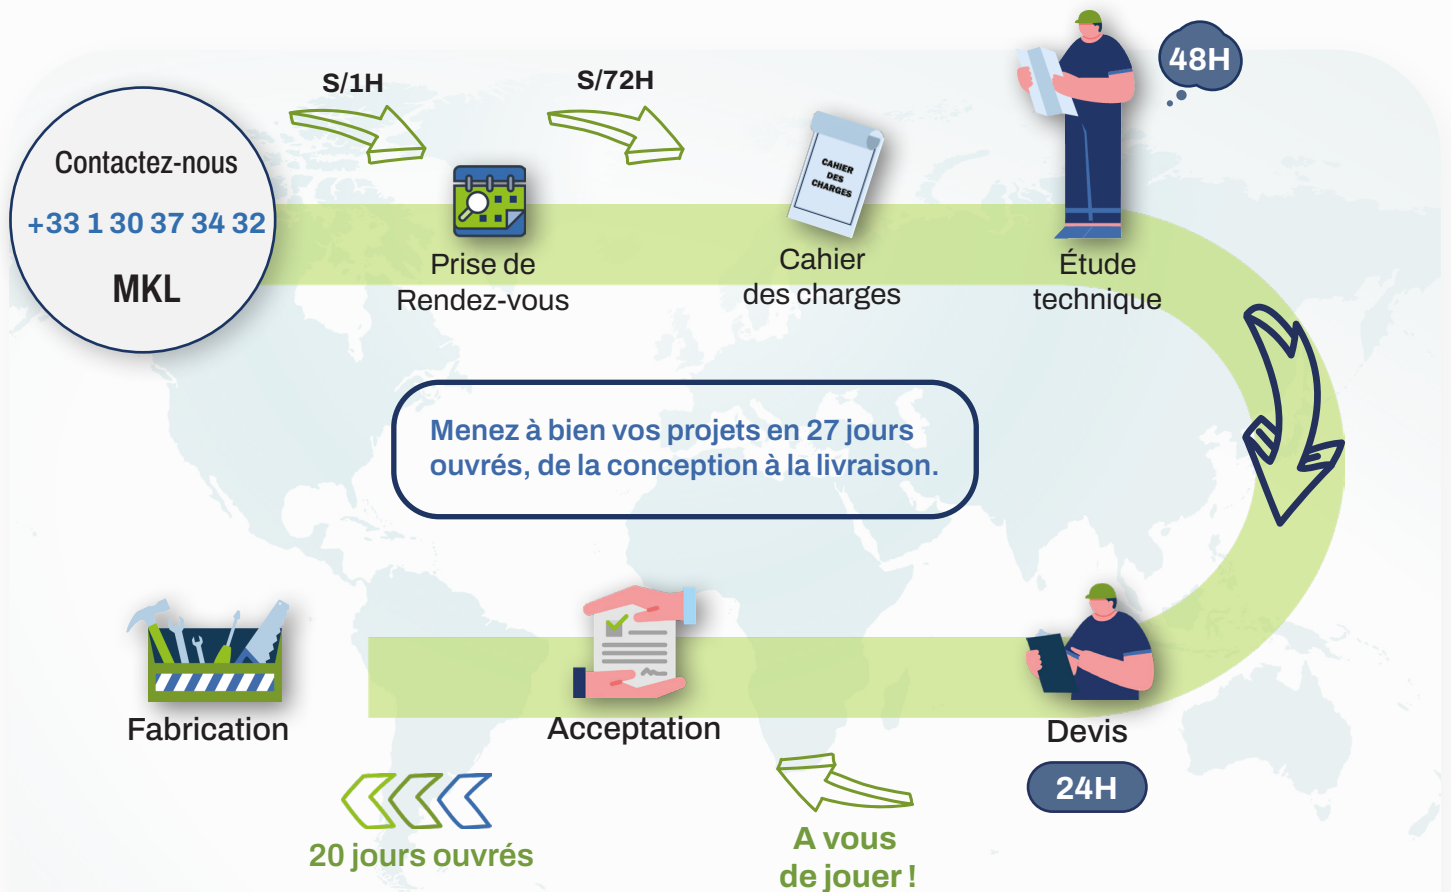 S/1H
S/72H
48H
Contactez-nous
+33 1 30 37 34 32
MKL
CAHIER
DES
CHARGES
Prise de
Rendez-vous
Cahier
des charges
Étude
technique
Menez à bien vos projets en 27 jours
ouvrés, de la conception à la livraison.
Fabrication
Acceptation
Devis
24H
20 jours ouvrés
A vous
de jouer !